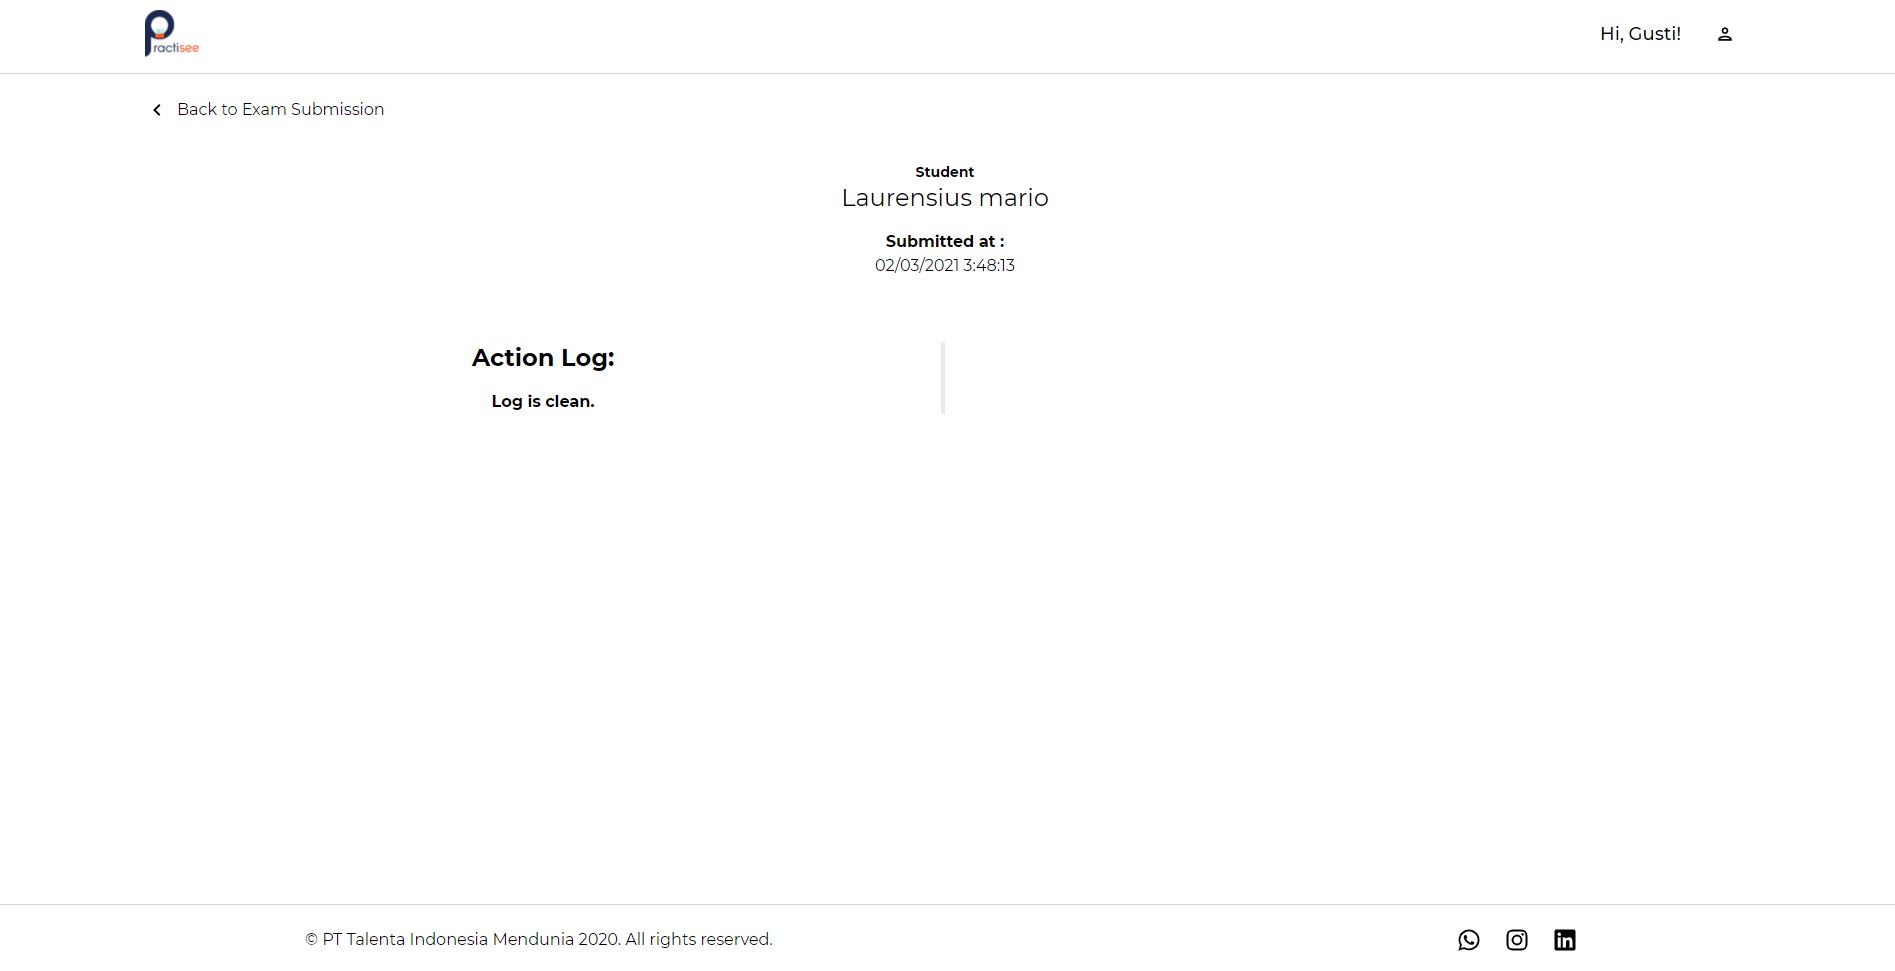 Practisee
Hi, Gusti!
Back to Exam Submission
Student
Laurensius mario
Submitted at :
02/03/2021 3:48:13
Action Log:
Log is clean.
© PT Talenta Indonesia Mendunia 2020. All rights reserved.